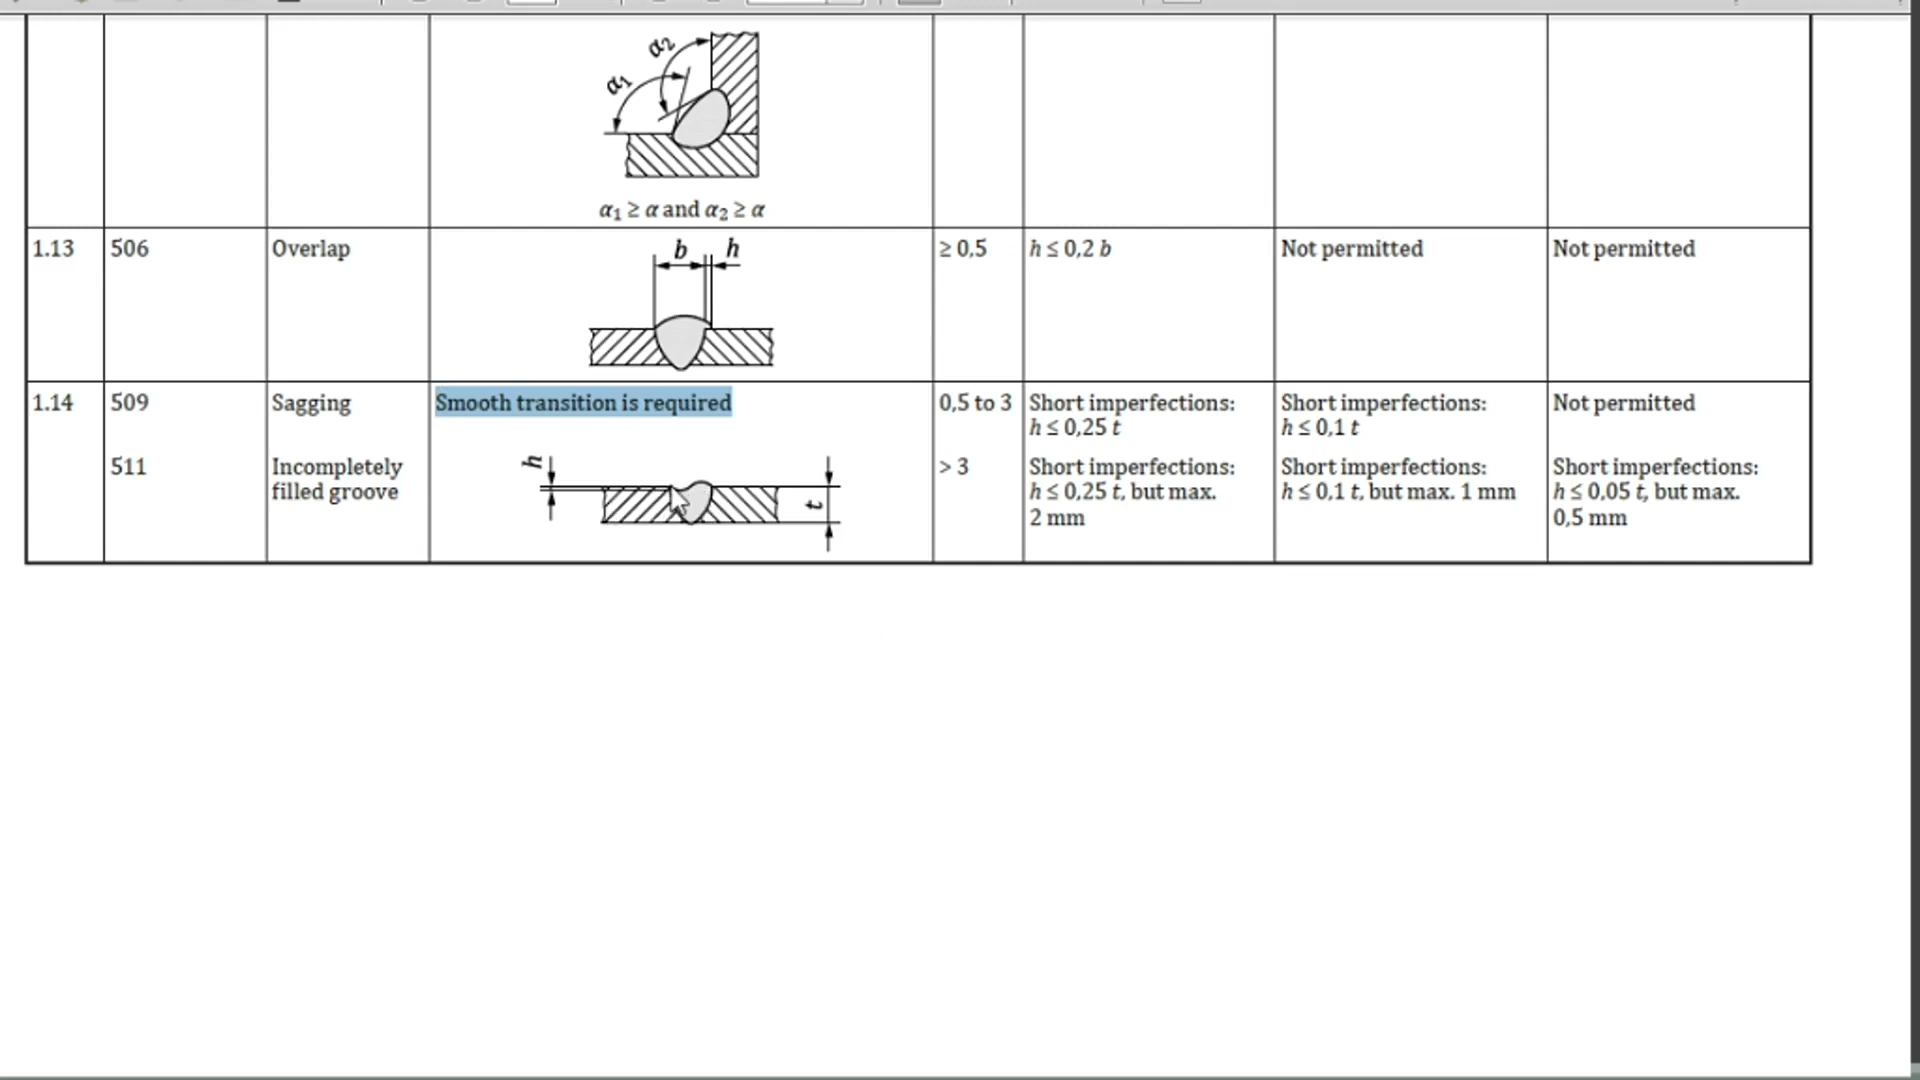 α2
α1
α1 ≥ α and α2 ≥ α
1.13 506 Overlap b h ≥ 0,5 h ≤ 0,2 b Not permitted Not permitted
1.14 509 Sagging Smooth transition is required 0,5 to 3 Short imperfections: Short imperfections: Not permitted
h ≤ 0,25 t h ≤ 0,1 t
511 Incompletely h > 3 Short imperfections: Short imperfections: Short imperfections:
filled groove t h ≤ 0,25 t, but max. h ≤ 0,1 t, but max. 1 mm h ≤ 0,05 t, but max.
2 mm 0,5 mm